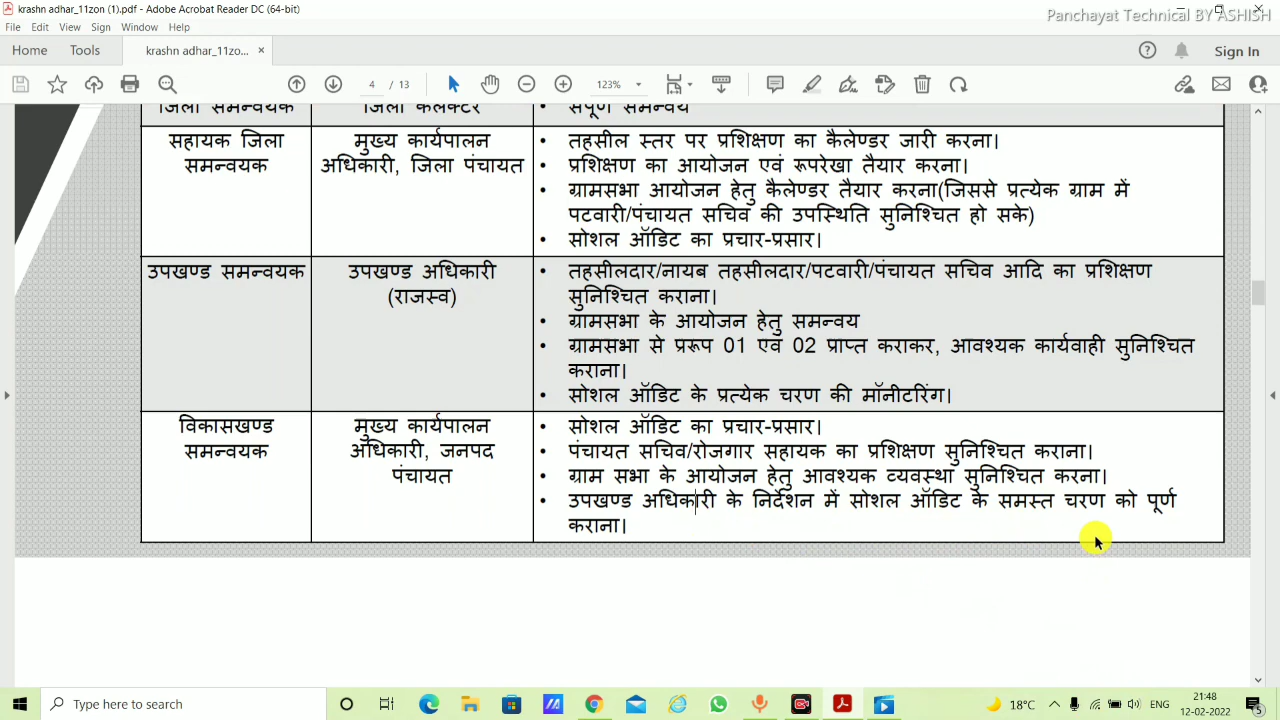 krashn adhar_11zon (1).pdf - Adobe Acrobat Reader DC (64-bit)
Panchayat Technical BY ASHISH
File Edit View Sign Window Help
Home Tools krashn adhar_11zo... × Sign In
4 / 13 123%
जिला समन्वयक जिला कलेक्टर • संपूर्ण समन्वय
सहायक जिला मुख्य कार्यपालन • तहसील स्तर पर प्रशिक्षण का कैलेण्डर जारी करना।
समन्वयक अधिकारी, जिला पंचायत • प्रशिक्षण का आयोजन एवं रूपरेखा तैयार करना।
• ग्रामसभा आयोजन हेतु कैलेण्डर तैयार करना(जिससे प्रत्येक ग्राम में
पटवारी/पंचायत सचिव की उपस्थिति सुनिश्चित हो सके)
• सोशल ऑडिट का प्रचार-प्रसार।
उपखण्ड समन्वयक उपखण्ड अधिकारी • तहसीलदार/नायब तहसीलदार/पटवारी/पंचायत सचिव आदि का प्रशिक्षण
(राजस्व) सुनिश्चित कराना।
• ग्रामसभा के आयोजन हेतु समन्वय
• ग्रामसभा से प्ररूप 01 एवं 02 प्राप्त कराकर, आवश्यक कार्यवाही सुनिश्चित
कराना।
• सोशल ऑडिट के प्रत्येक चरण की मॉनीटरिंग।
विकासखण्ड मुख्य कार्यपालन • सोशल ऑडिट का प्रचार-प्रसार।
समन्वयक अधिकारी, जनपद • पंचायत सचिव/रोजगार सहायक का प्रशिक्षण सुनिश्चित कराना।
पंचायत • ग्राम सभा के आयोजन हेतु आवश्यक व्यवस्था सुनिश्चित करना।
• उपखण्ड अधिकारी के निर्देशन में सोशल ऑडिट के समस्त चरण को पूर्ण
कराना।
Type here to search 18°C ENG 21:48
12-02-2022 5